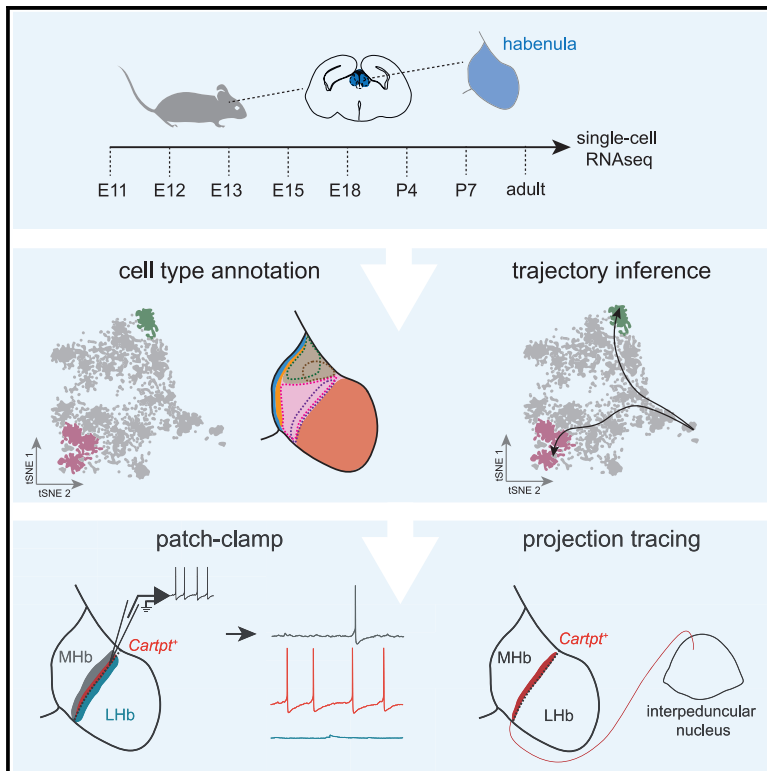 habenula
single-cell
RNAseq
E11 E12 E13 E15 E18 P4 P7 adult
cell type annotation
trajectory inference
tSNE 1
tSNE 2
tSNE 1
tSNE 2
patch-clamp
projection tracing
Cartpt+
MHb
LHb
Cartpt+
MHb
LHb
interpeduncular
nucleus